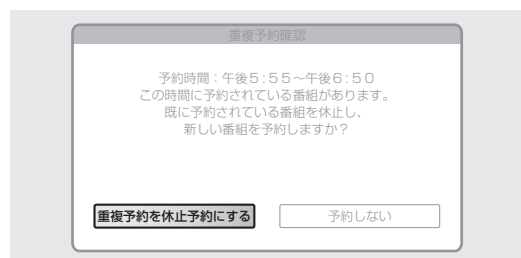 重複予約確認
予約時間：午後５:５５～午後６:５０
この時間に予約されている番組があります。
既に予約されている番組を休止し、
新しい番組を予約しますか？
重複予約を休止予約にする
予約しない